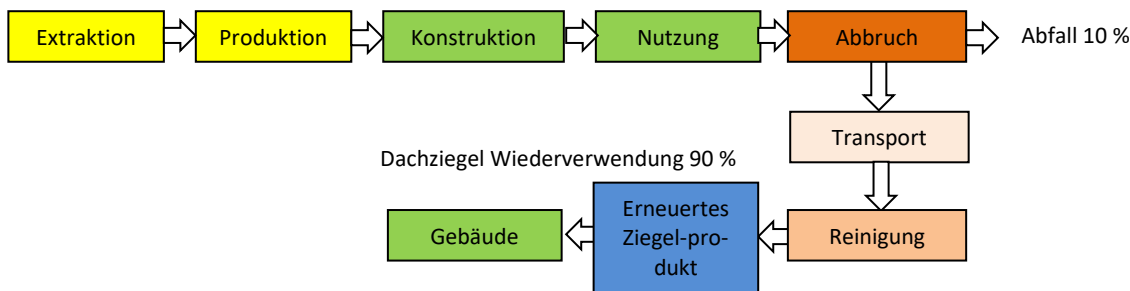 Extraktion
Produktion
Konstruktion
Nutzung
Abbruch
Abfall 10 %
Transport
Dachziegel Wiederverwendung 90 %
Gebäude
Erneuertes
Ziegel-pro-
dukt
Reinigung